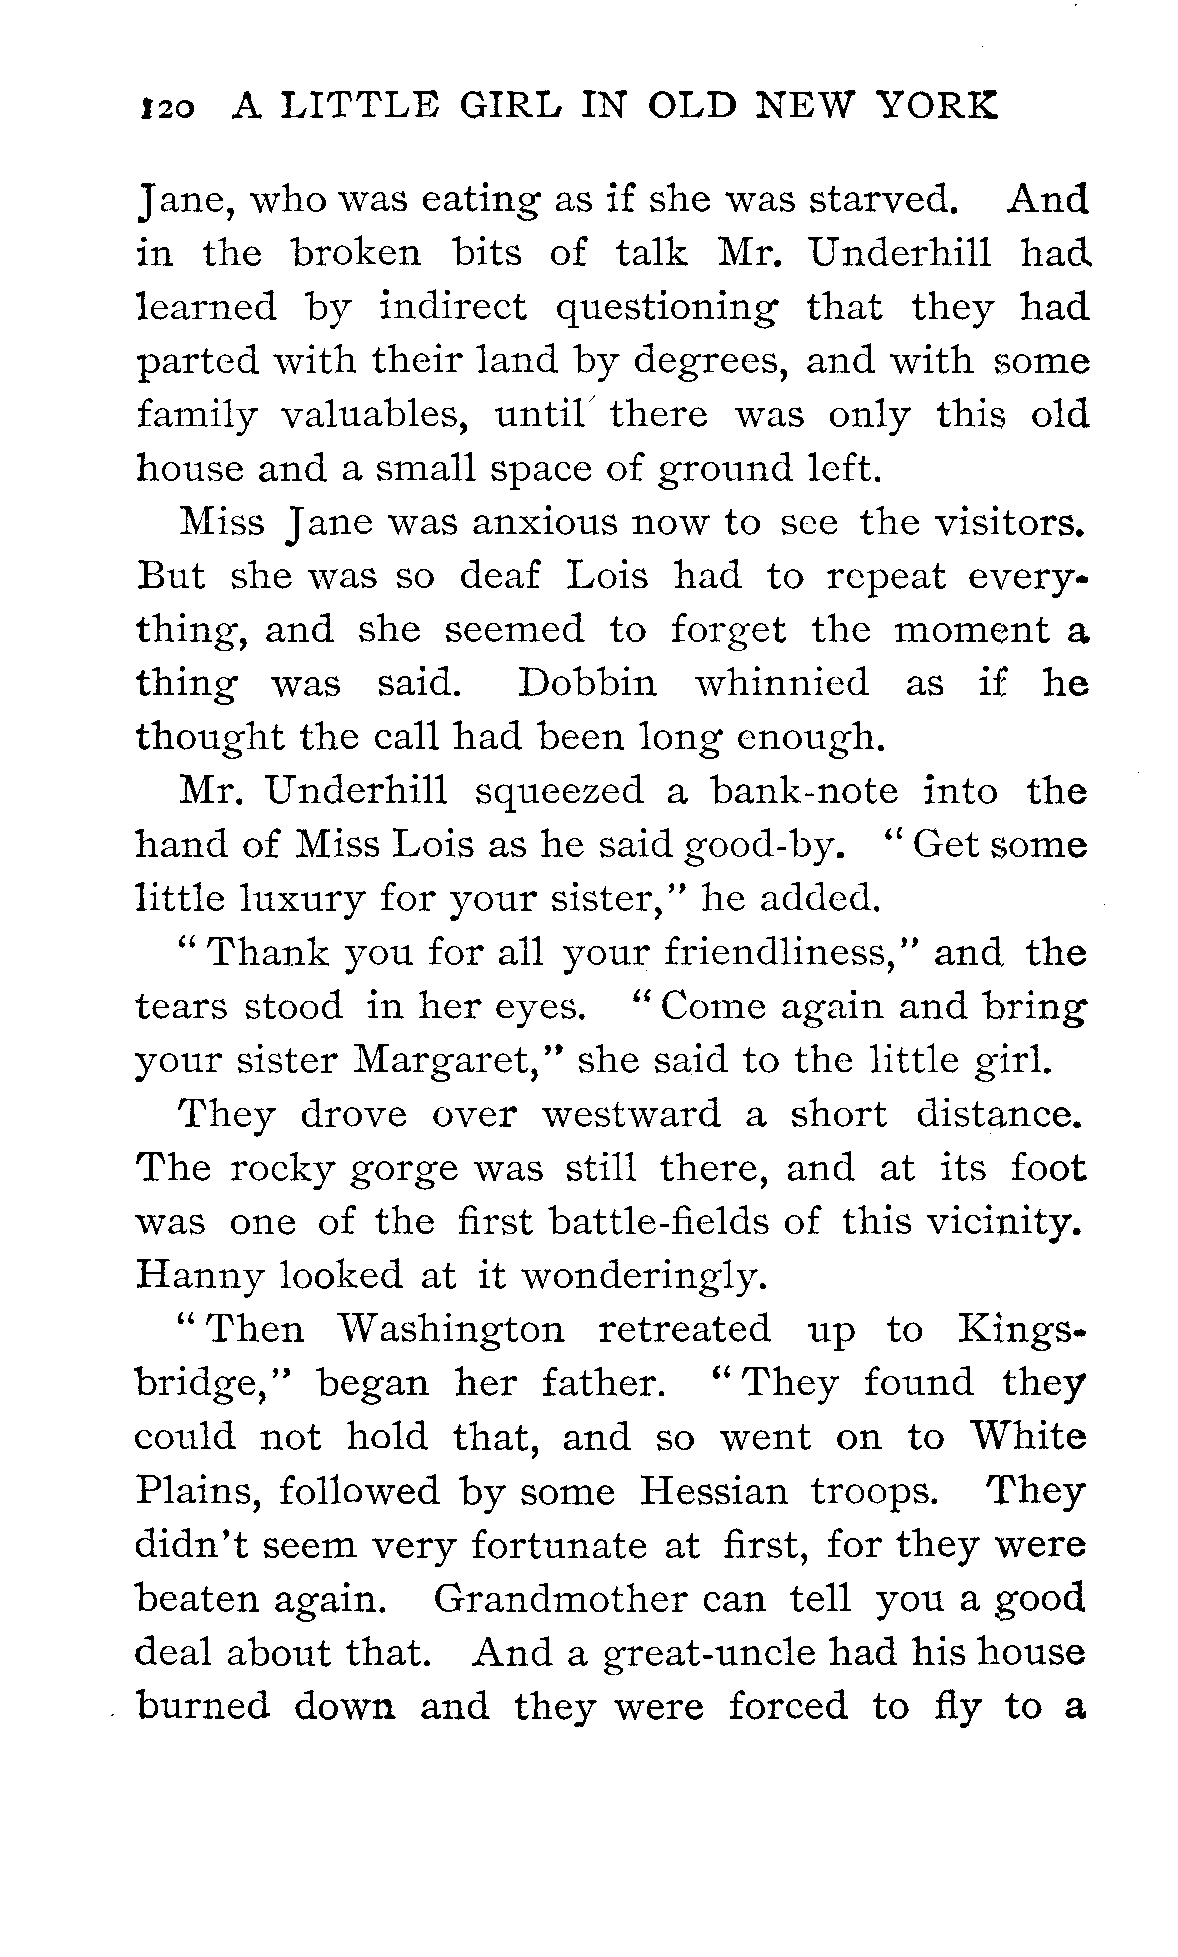 120 A LITTLE GIRL IN OLD NEW YORK
Jane, who was eating as if she was starved. And
in the broken bits of talk Mr. Underhill had
learned by indirect questioning that they had
parted with their land by degrees, and with some
family valuables, until there was only this old
house and a small space of ground left.
Miss Jane was anxious now to see the visitors.
But she was so deaf Lois had to repeat every-
thing, and she seemed to forget the moment a
thing was said. Dobbin whinnied as if he
thought the call had been long enough.
Mr. Underhill squeezed a bank-note into the
hand of Miss Lois as he said good-by. "Get some
little luxury for your sister," he added.
"Thank you for all your friendliness," and the
tears stood in her eyes. "Come again and bring
your sister Margaret," she said to the little girl.
They drove over westward a short distance.
The rocky gorge was still there, and at its foot
was one of the first battle-fields of this vicinity.
Hanny looked at it wonderingly.
"Then Washington retreated up to Kings-
bridge," began her father. "They found they
could not hold that, and so went on to White
Plains, followed by some Hessian troops. They
didn't seem very fortunate at first, for they were
beaten again. Grandmother can tell you a good
deal about that. And a great-uncle had his house
burned down and they were forced to fly to a